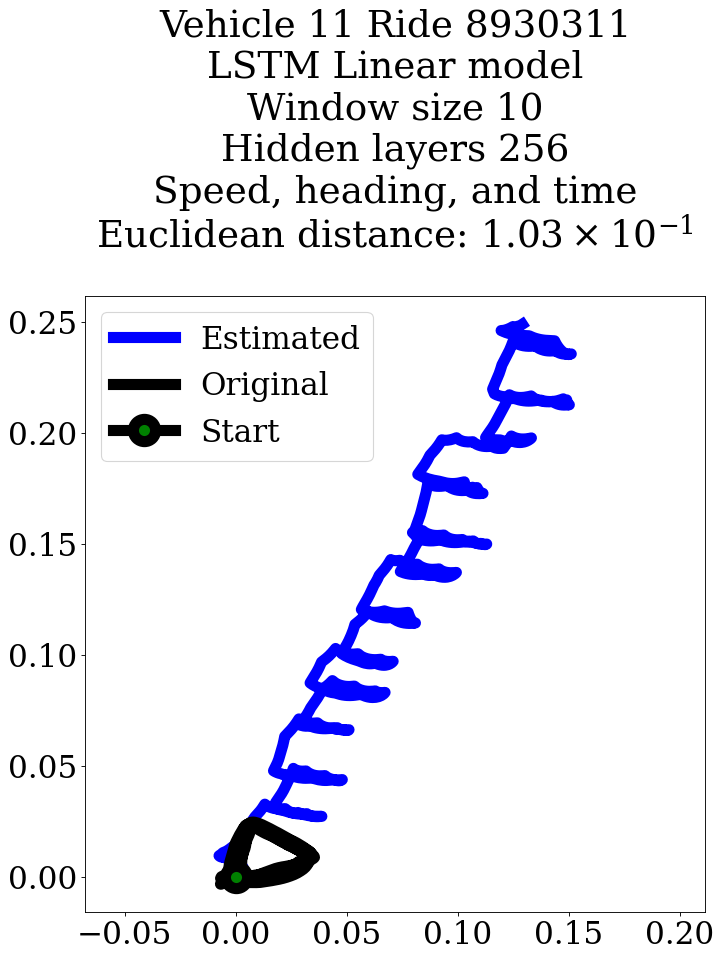 Vehicle 11 Ride 8930311
LSTM Linear model
Window size 10
Hidden layers 256
Speed, heading, and time
Euclidean distance: 1.03 × 10⁻¹
Estimated
Original
Start
0.25
0.20
0.15
0.10
0.05
0.00
−0.05 0.00 0.05 0.10 0.15 0.20